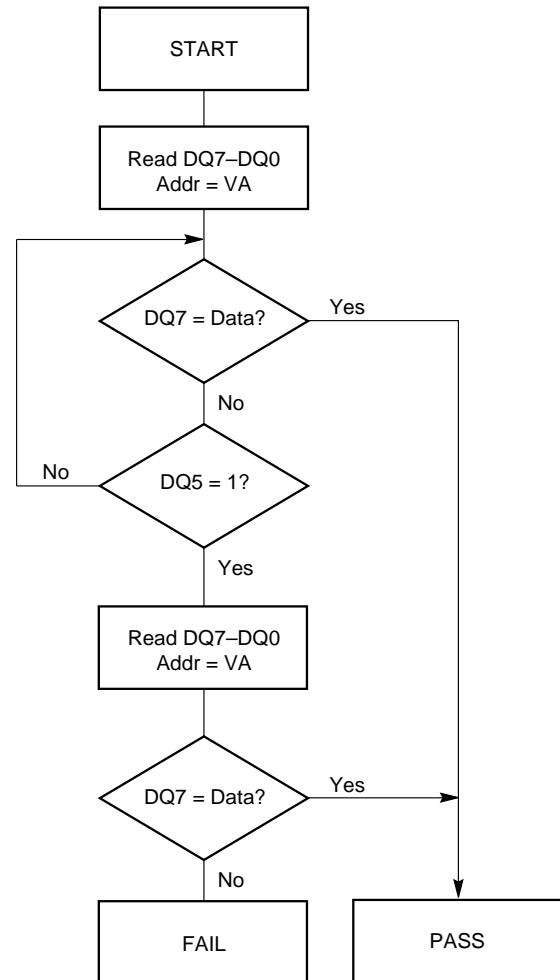 START
Read DQ7–DQ0
Addr = VA
DQ7 = Data?
Yes
No
No
DQ5 = 1?
Yes
Read DQ7–DQ0
Addr = VA
DQ7 = Data?
Yes
No
FAIL
PASS